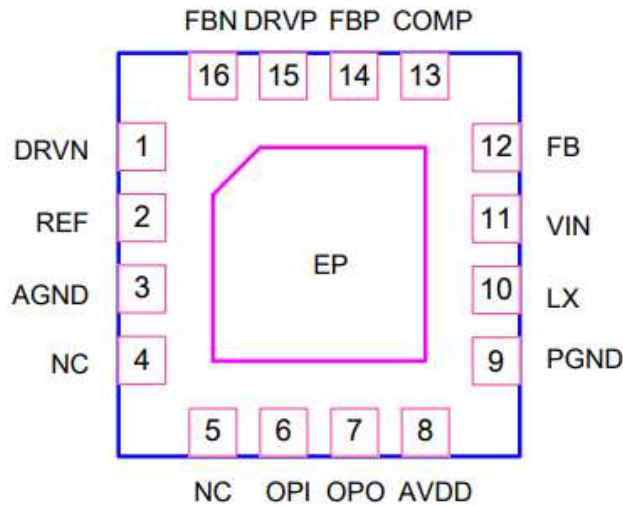 FBN DRVP FBP COMP
16 15 14 13
DRVN 1 12 FB
REF 2 11 VIN
EP
AGND 3 10 LX
NC 4 9 PGND
5 6 7 8
NC OPI OPO AVDD